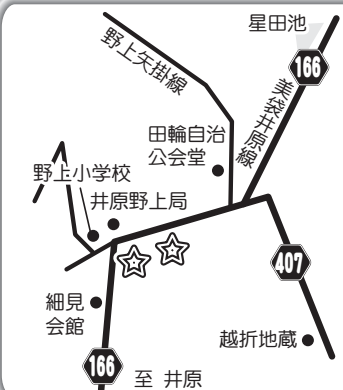 星田池
166
野上矢掛線
美袋井原線
田輪自治
公会堂
野上小学校
井原野上局
407
細見
会館
越折地蔵
166
至 井原